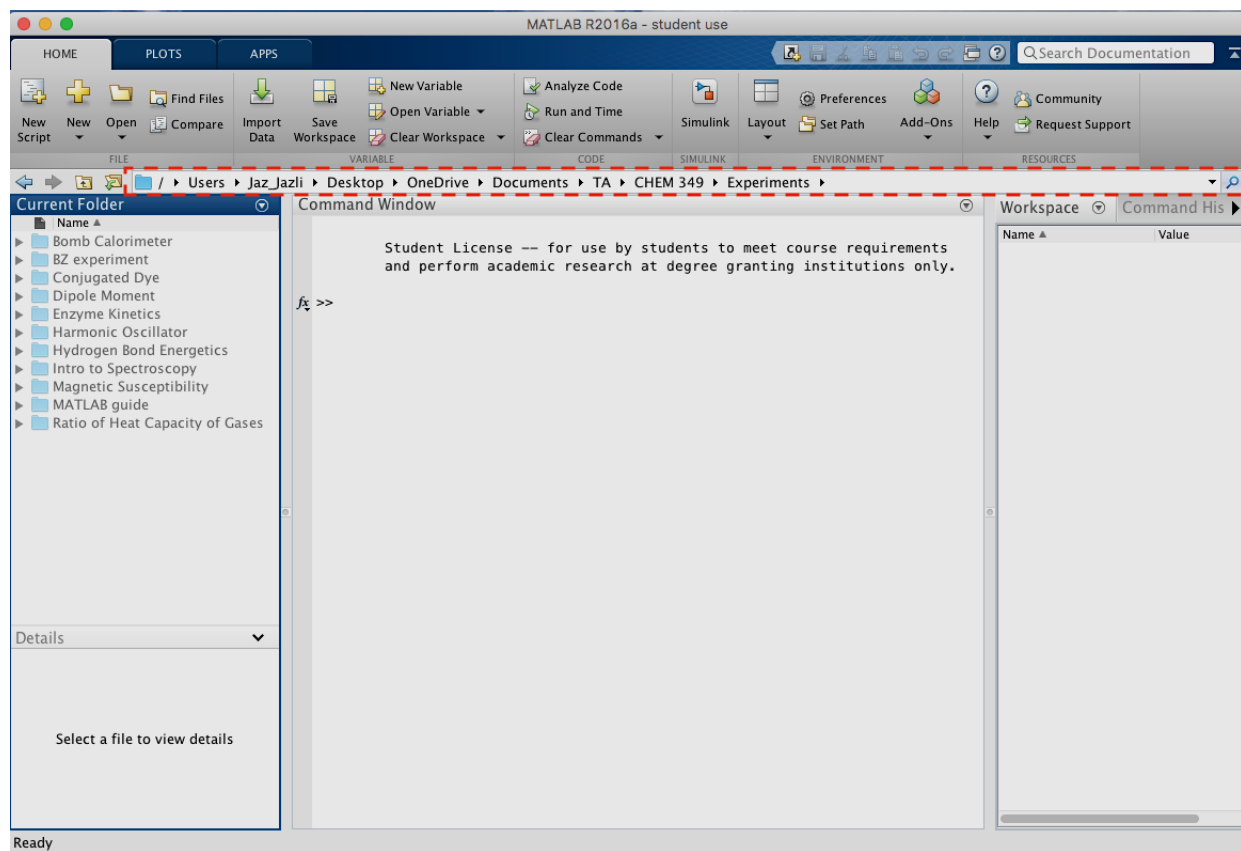 MATLAB R2016a - student use
HOME PLOTS APPS
Search Documentation
New Script
New
Open
Find Files
Compare
Import Data
Save Workspace
New Variable
Open Variable
Clear Workspace
Analyze Code
Run and Time
Clear Commands
Simulink
Layout
Preferences
Set Path
Add-Ons
? Help
Community
Request Support
FILE VARIABLE CODE SIMULINK ENVIRONMENT RESOURCES
/ Users Jaz_Jazli Desktop OneDrive Documents TA CHEM 349 Experiments
Current Folder
Name
Bomb Calorimeter
BZ experiment
Conjugated Dye
Dipole Moment
Enzyme Kinetics
Harmonic Oscillator
Hydrogen Bond Energetics
Intro to Spectroscopy
Magnetic Susceptibility
MATLAB guide
Ratio of Heat Capacity of Gases
Details
Select a file to view details
Command Window
Student License -- for use by students to meet course requirements
and perform academic research at degree granting institutions only.
fx >>
Workspace Command His
Name Value
Ready